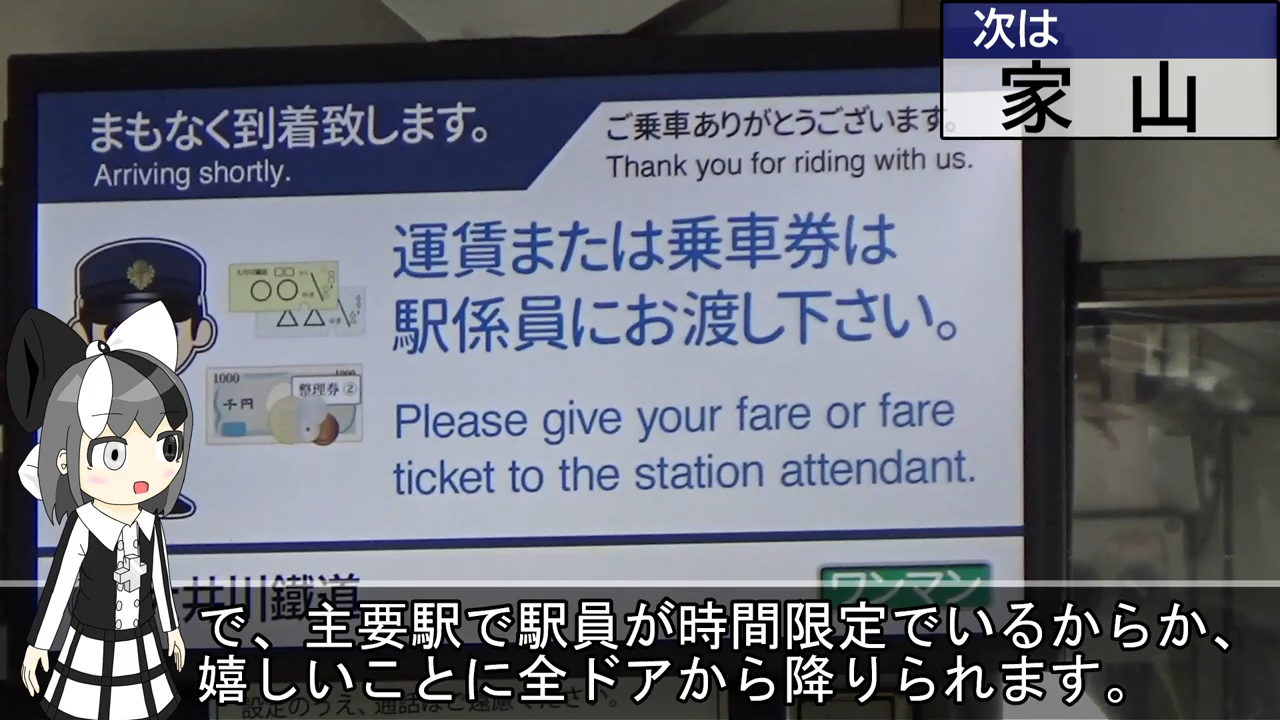 次は
家 山
まもなく到着致します。
Arriving shortly.
ご乗車ありがとうございます。
Thank you for riding with us.
運賃または乗車券は
駅係員にお渡し下さい。
Please give your fare or fare
ticket to the station attendant.
1000
1000
千円
整理券②
井川鐵道
ワンマン
で、主要駅で駅員が時間限定でいるからか、
嬉しいことに全ドアから降りられます。